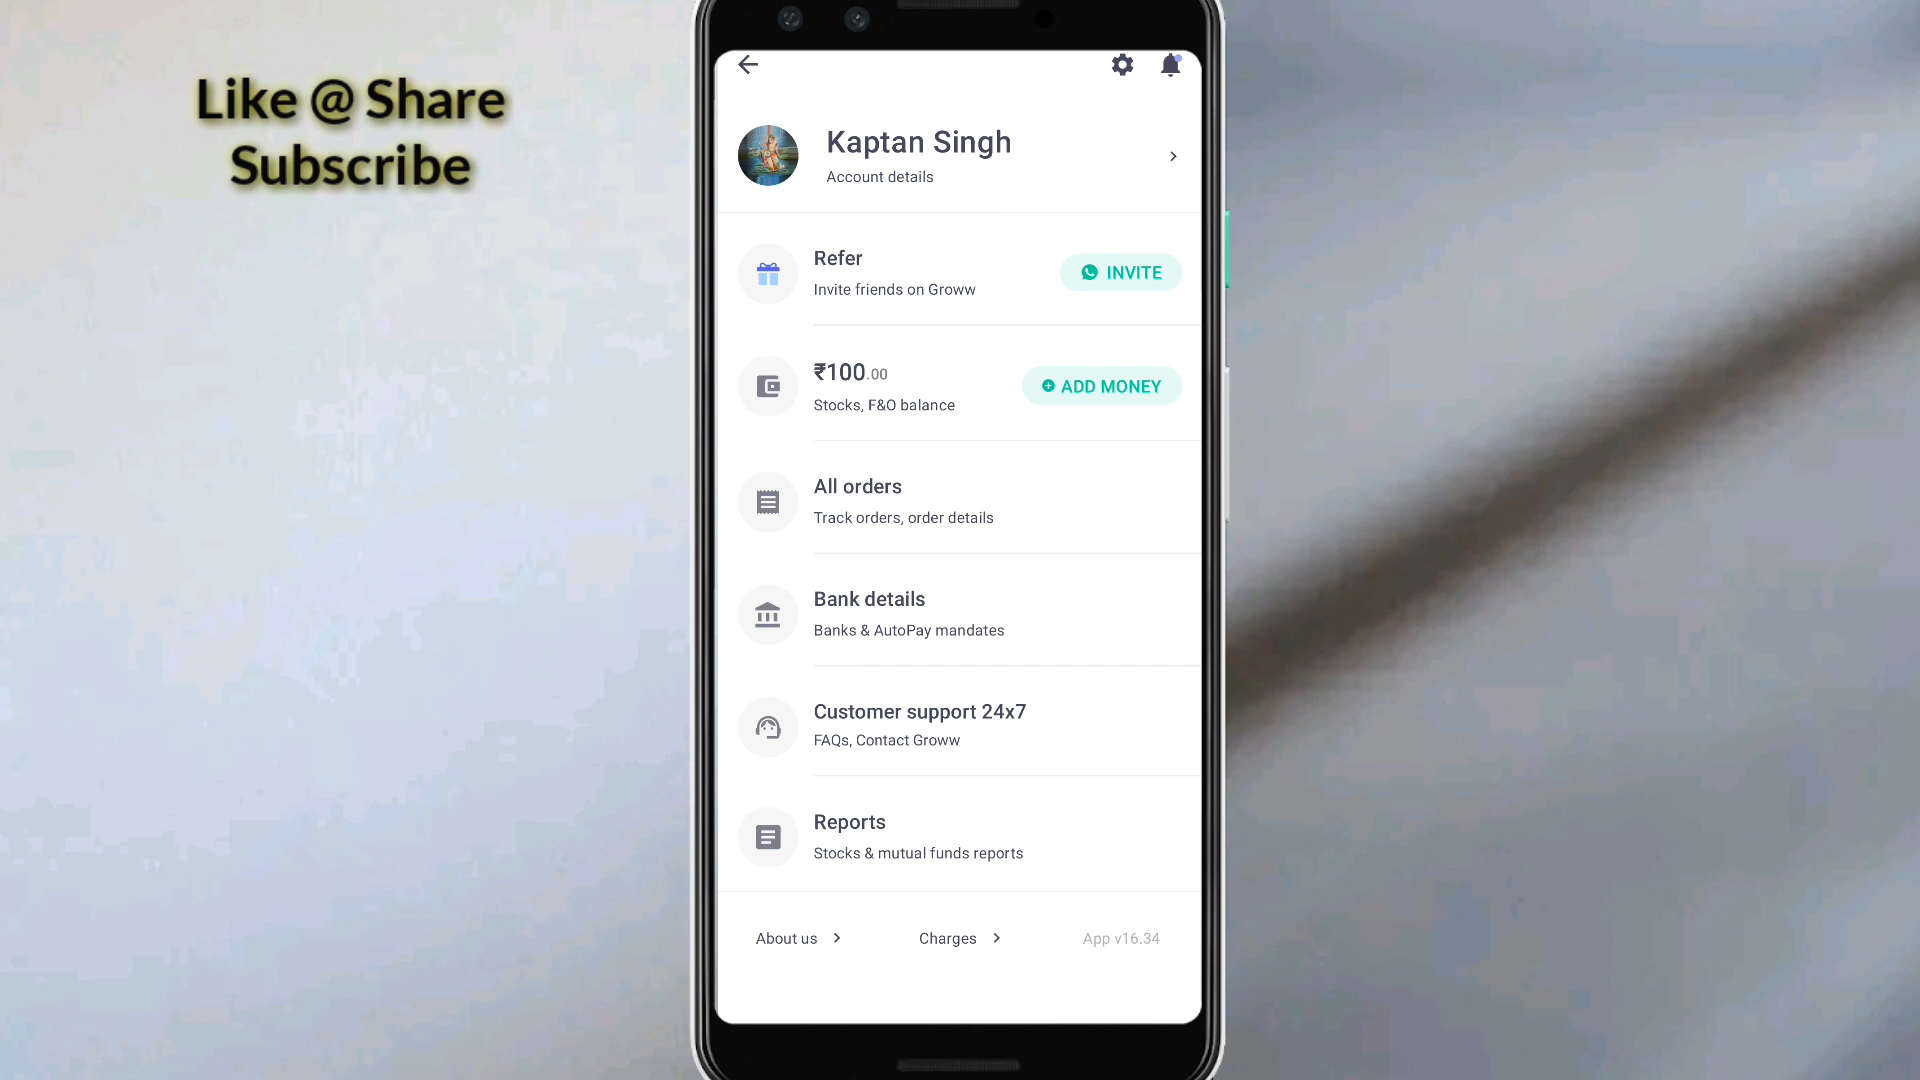 Like @ Share
Subscribe
Kaptan Singh
Account details
Refer
Invite friends on Groww
INVITE
₹100.00
Stocks, F&O balance
ADD MONEY
All orders
Track orders, order details
Bank details
Banks & AutoPay mandates
Customer support 24x7
FAQs, Contact Groww
Reports
Stocks & mutual funds reports
About us
Charges
App v16.34